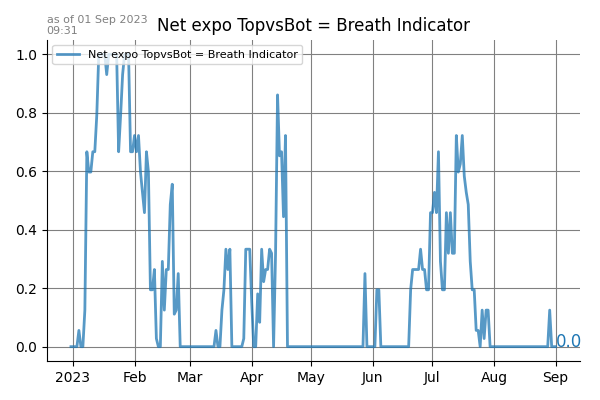 as of 01 Sep 2023
09:31
Net expo TopvsBot = Breath Indicator
Net expo TopvsBot = Breath Indicator
1.0
0.8
0.6
0.4
0.2
0.0
0.0
2023 Feb Mar Apr May Jun Jul Aug Sep